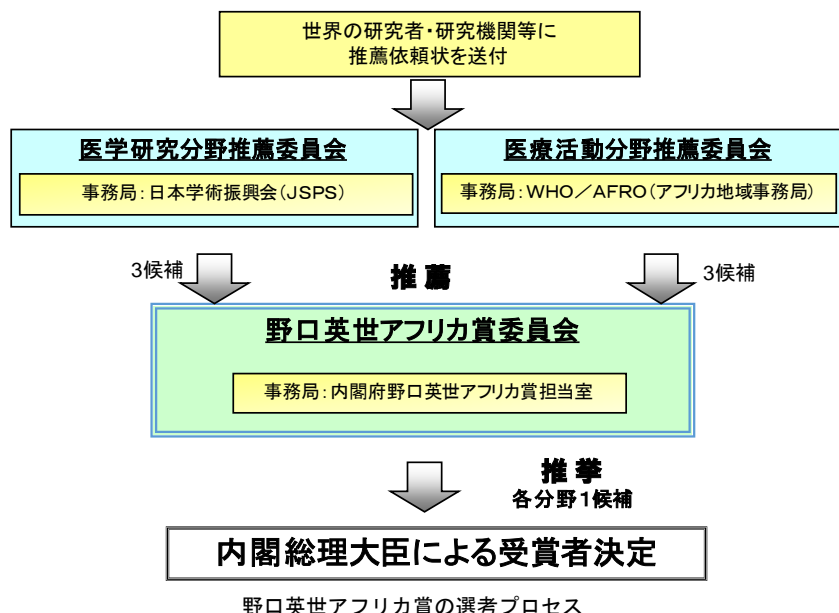 世界の研究者・研究機関等に
推薦依頼状を送付
医学研究分野推薦委員会
事務局:日本学術振興会(JSPS)
医療活動分野推薦委員会
事務局:WHO/AFRO(アフリカ地域事務局)
3候補
推薦
3候補
野口英世アフリカ賞委員会
事務局:内閣府野口英世アフリカ賞担当室
推挙
各分野1候補
内閣総理大臣による受賞者決定
野口英世アフリカ賞の選考プロセス